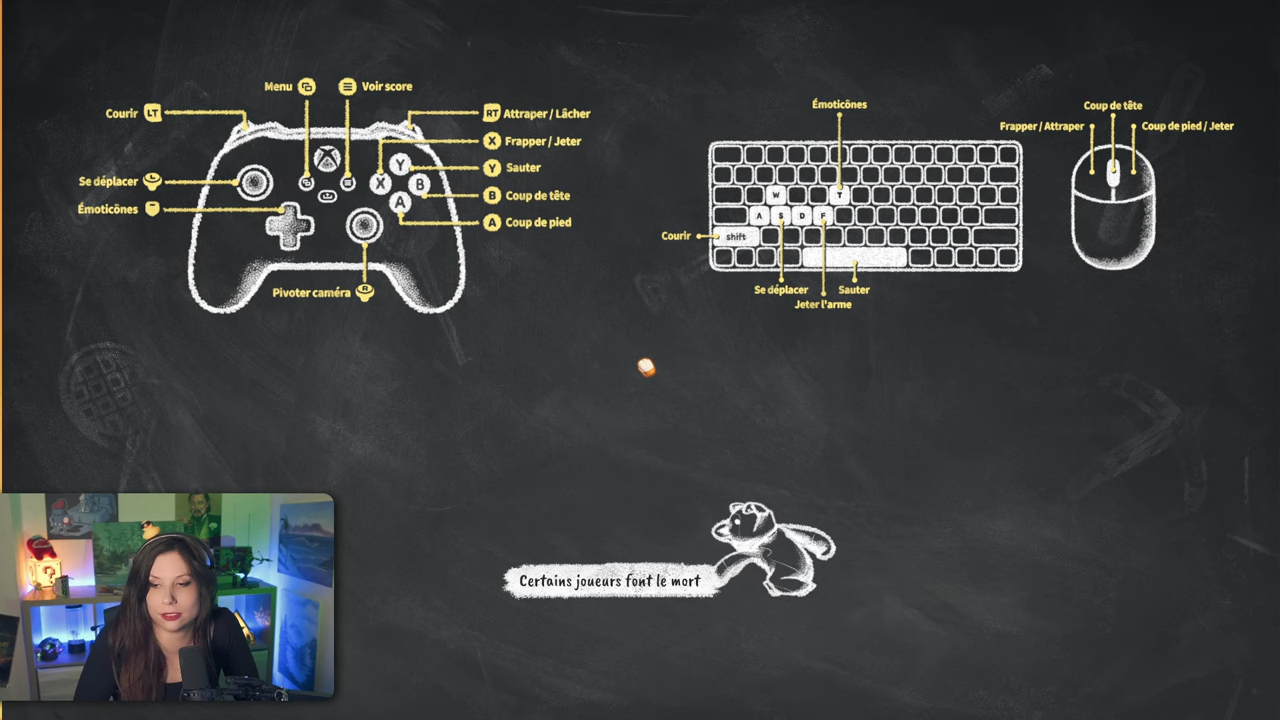 Menu
Voir score
Courir LT
RT Attraper / Lâcher
X Frapper / Jeter
Y Sauter
Se déplacer
B Coup de tête
Émoticônes
A Coup de pied
Y
X B
A
Pivoter caméra R
Émoticônes
Coup de tête
Frapper / Attraper
Coup de pied / Jeter
W T
A S D F
Courir shift
Se déplacer Sauter
Jeter l'arme
Certains joueurs font le mort
?